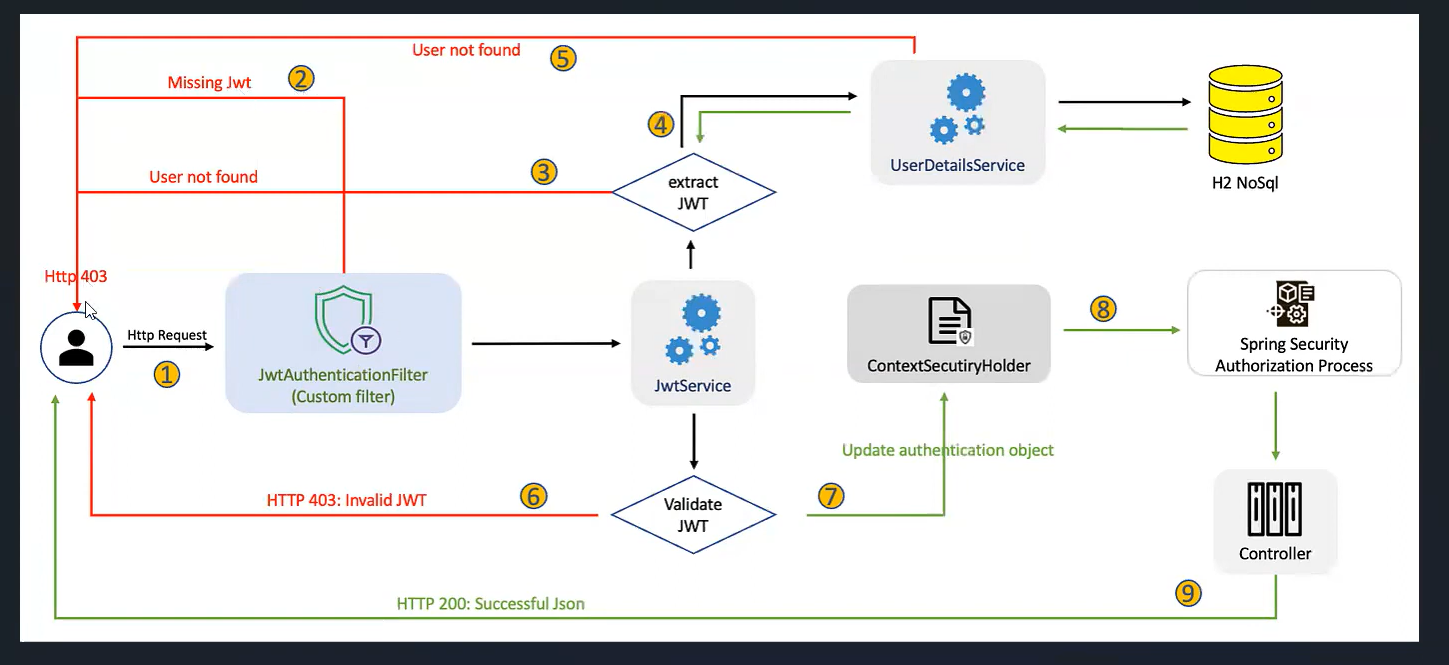 User not found
5
Missing Jwt
2
4
UserDetailsService
H2 NoSql
User not found
3
extract
JWT
Http 403
Http Request
1
JwtAuthenticationFilter
(Custom filter)
JwtService
ContextSecutiryHolder
8
Spring Security
Authorization Process
Update authentication object
HTTP 403: Invalid JWT
6
Validate
JWT
7
Controller
HTTP 200: Successful Json
9